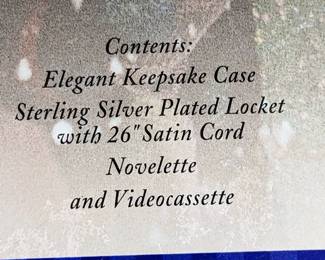 Contents:
Elegant Keepsake Case
Sterling Silver Plated Locket
with 26" Satin Cord
Novelette
and Videocassette